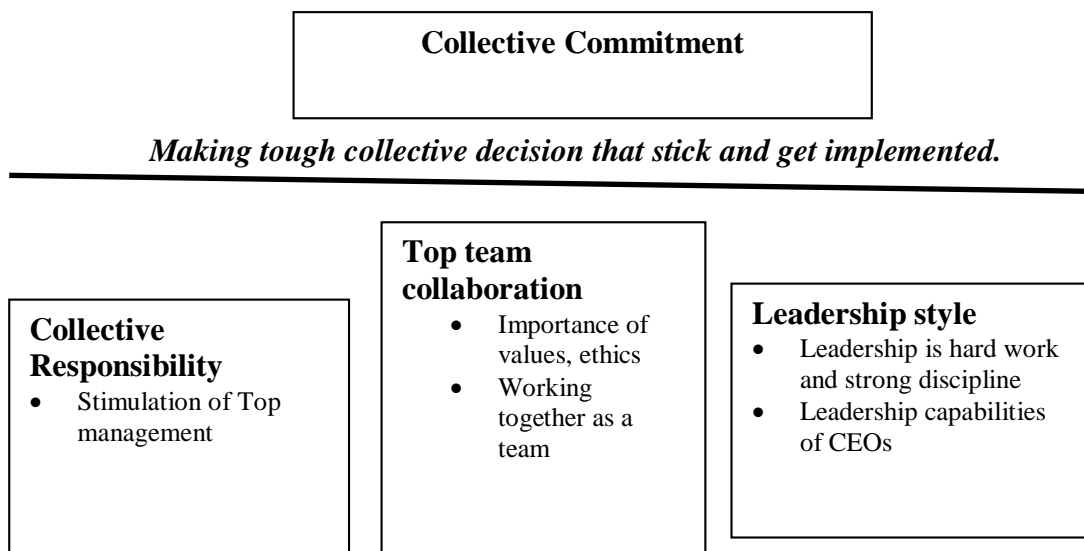 Collective Commitment
Making tough collective decision that stick and get implemented.
Collective
Responsibility
• Stimulation of Top
management
Top team
collaboration
• Importance of
values, ethics
• Working
together as a
team
Leadership style
• Leadership is hard work
and strong discipline
• Leadership capabilities
of CEOs